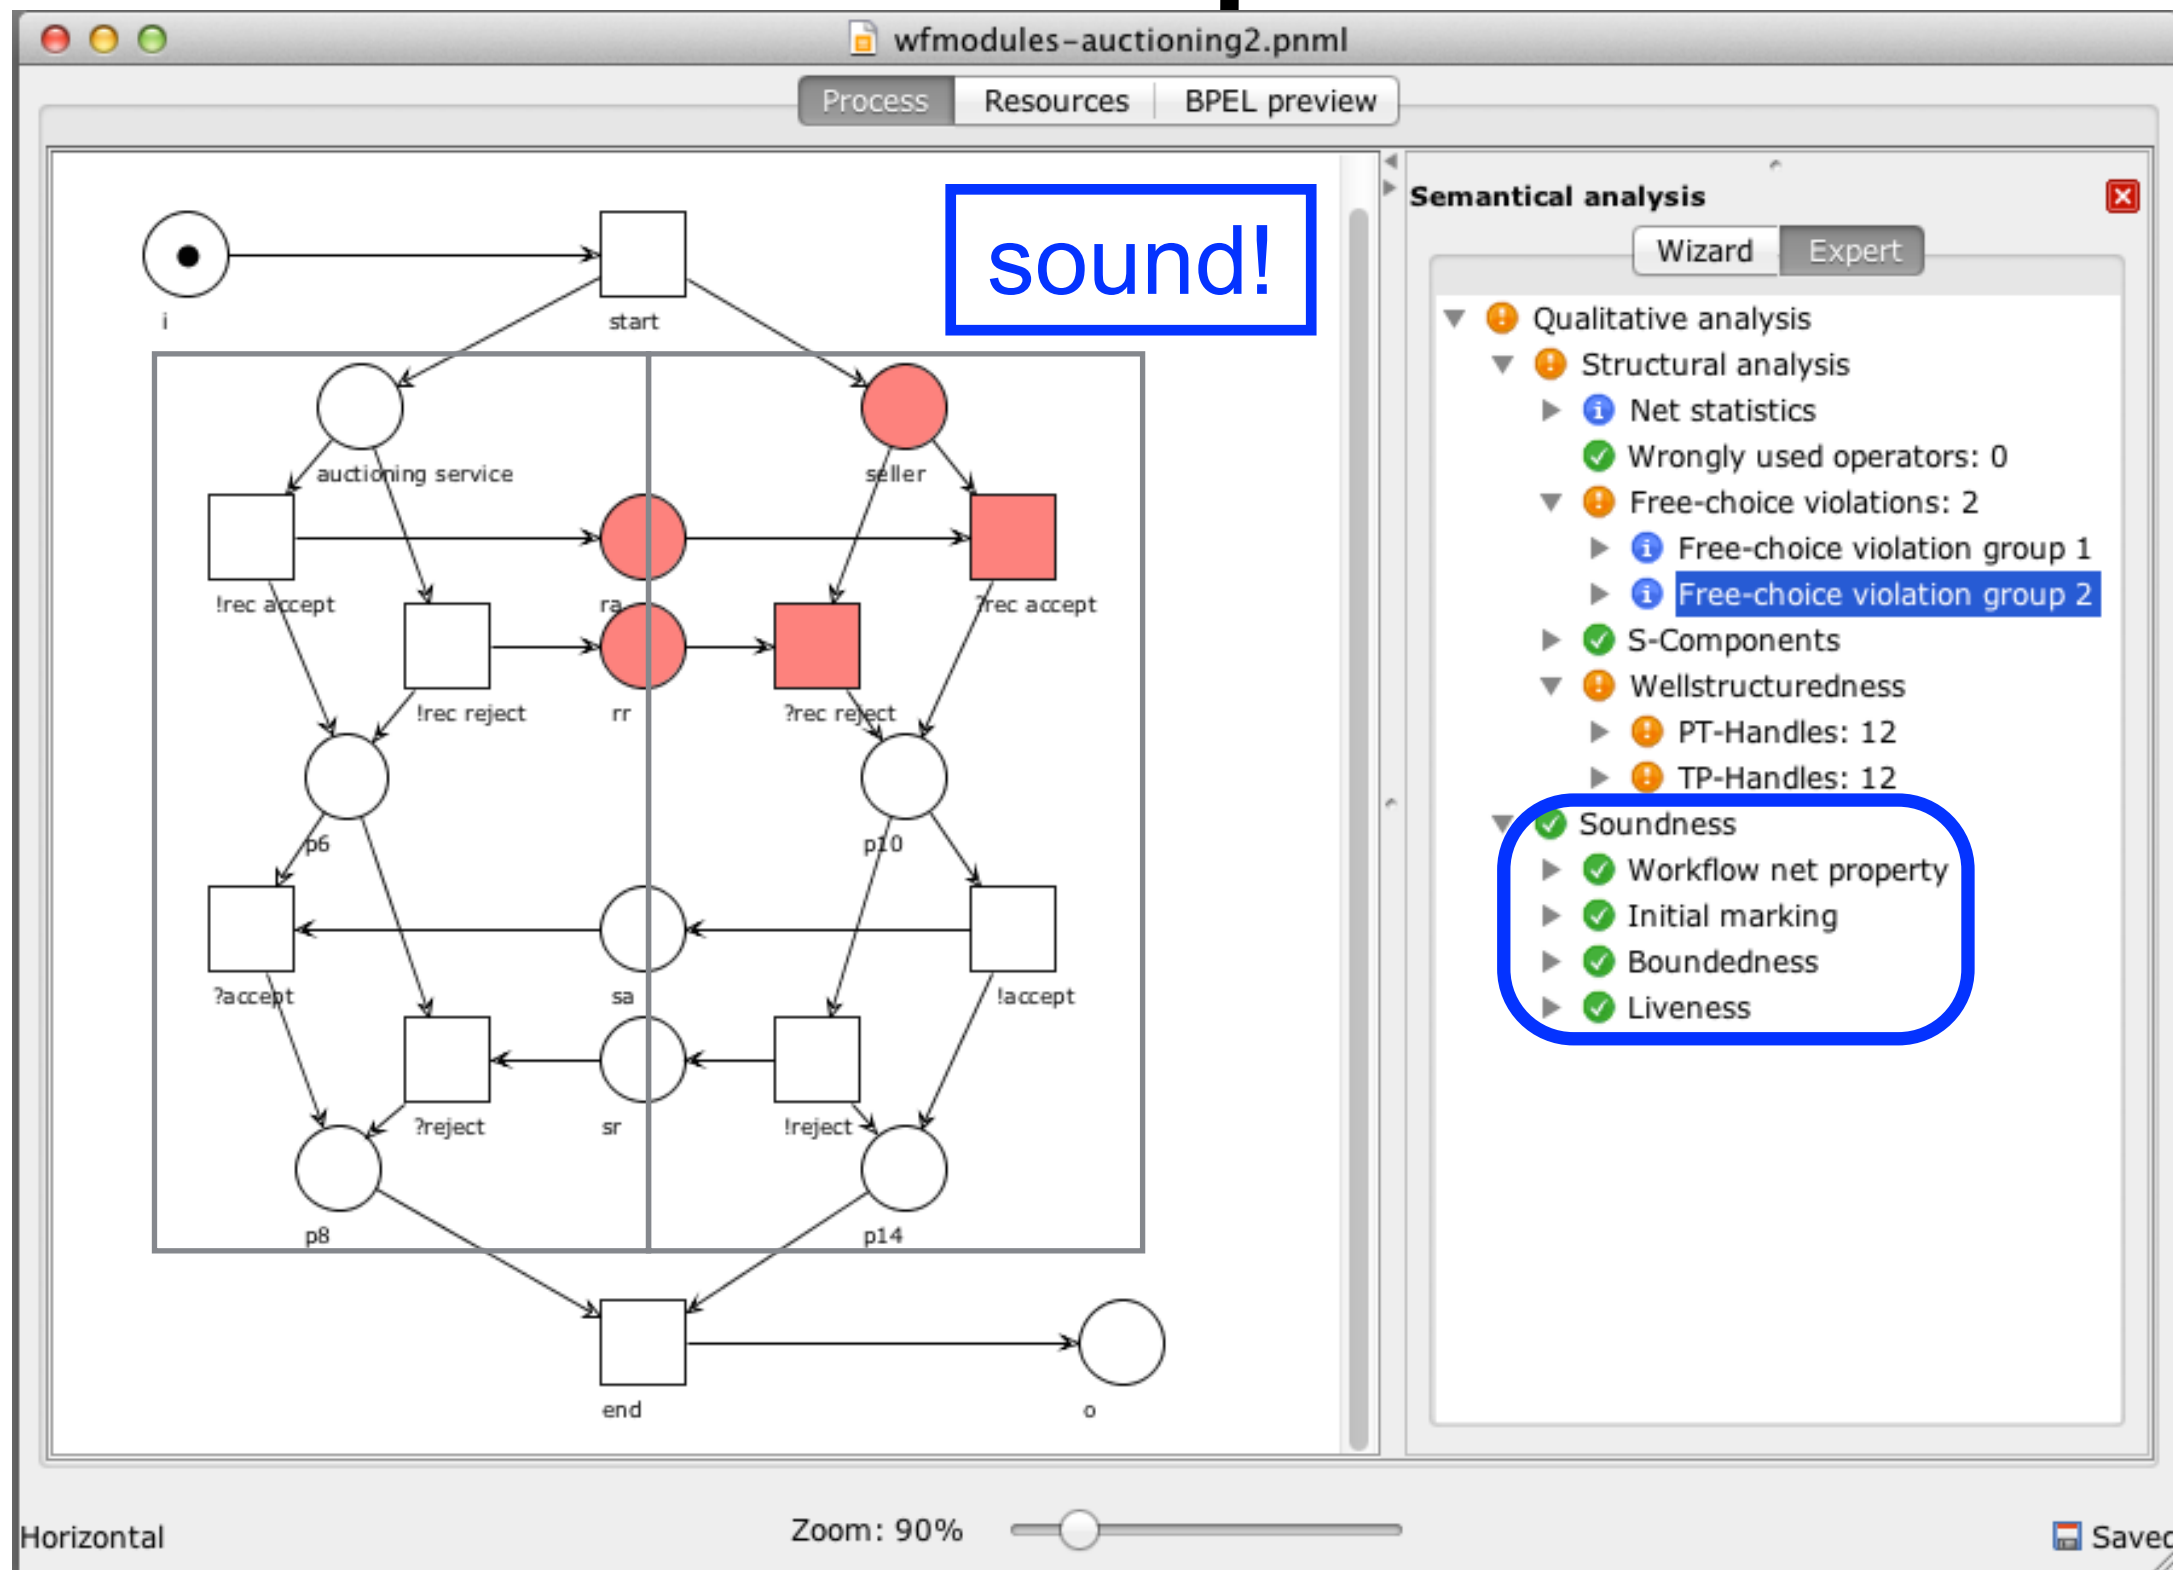 wfmodules-auctioning2.pnml
Process Resources BPEL preview
sound!
i
start
auctioning service
seller
!rec accept
ra
?rec accept
!rec reject
rr
?rec reject
p6
p10
?accept
sa
!accept
?reject
sr
!reject
p8
p14
end
o
Semantical analysis
Wizard Expert
Qualitative analysis
Structural analysis
Net statistics
Wrongly used operators: 0
Free-choice violations: 2
Free-choice violation group 1
Free-choice violation group 2
S-Components
Wellstructuredness
PT-Handles: 12
TP-Handles: 12
Soundness
Workflow net property
Initial marking
Boundedness
Liveness
Horizontal
Zoom: 90%
Saved